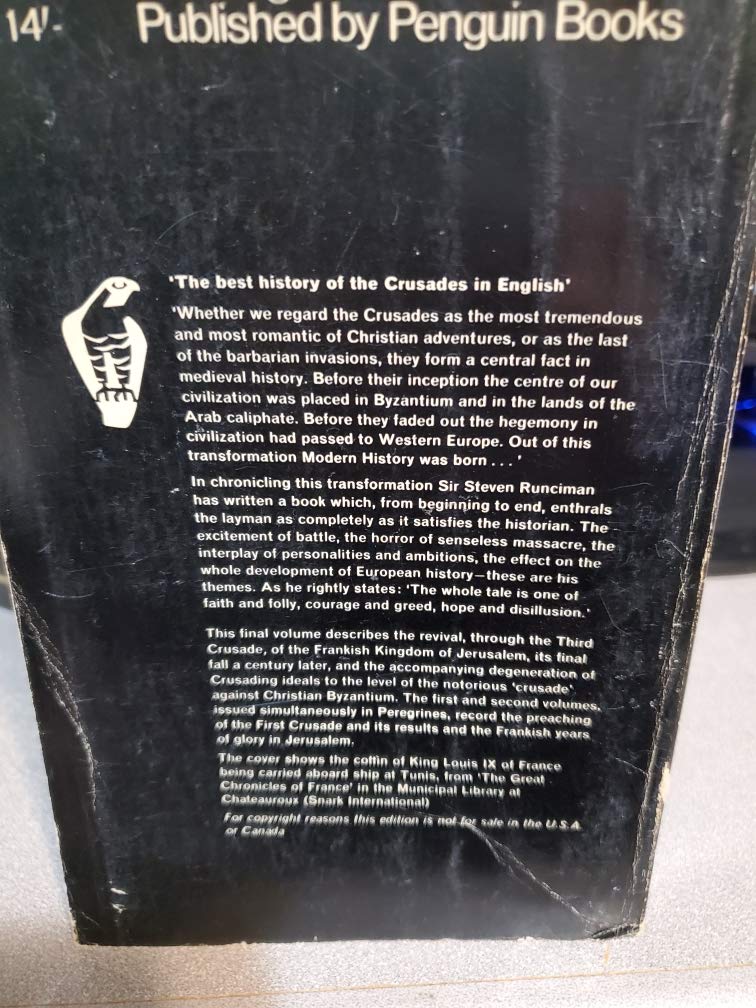 14'-
Published by Penguin Books
'The best history of the Crusades in English'
'Whether we regard the Crusades as the most tremendous
and most romantic of Christian adventures, or as the last
of the barbarian invasions, they form a central fact in
medieval history. Before their inception the centre of our
civilization was placed in Byzantium and in the lands of the
Arab caliphate. Before they faded out the hegemony in
civilization had passed to Western Europe. Out of this
transformation Modern History was born ...'
In chronicling this transformation Sir Steven Runciman
has written a book which, from beginning to end, enthrals
the layman as completely as it satisfies the historian. The
excitement of battle, the horror of senseless massacre, the
interplay of personalities and ambitions, the effect on the
whole development of European history—these are his
themes. As he rightly states: 'The whole tale is one of
faith and folly, courage and greed, hope and disillusion.'
This final volume describes the revival, through the Third
Crusade, of the Frankish Kingdom of Jerusalem, its final
fall a century later, and the accompanying degeneration of
Crusading ideals to the level of the notorious 'crusade'
against Christian Byzantium. The first and second volumes,
issued simultaneously in Peregrines, record the preaching
of the First Crusade and its results and the Frankish years
of glory in Jerusalem.
The cover shows the coffin of King Louis IX of France
being carried aboard ship at Tunis, from 'The Great
Chronicles of France' in the Municipal Library at
Chateauroux (Snark International)
For copyright reasons this edition is not for sale in the U.S.A.
or Canada